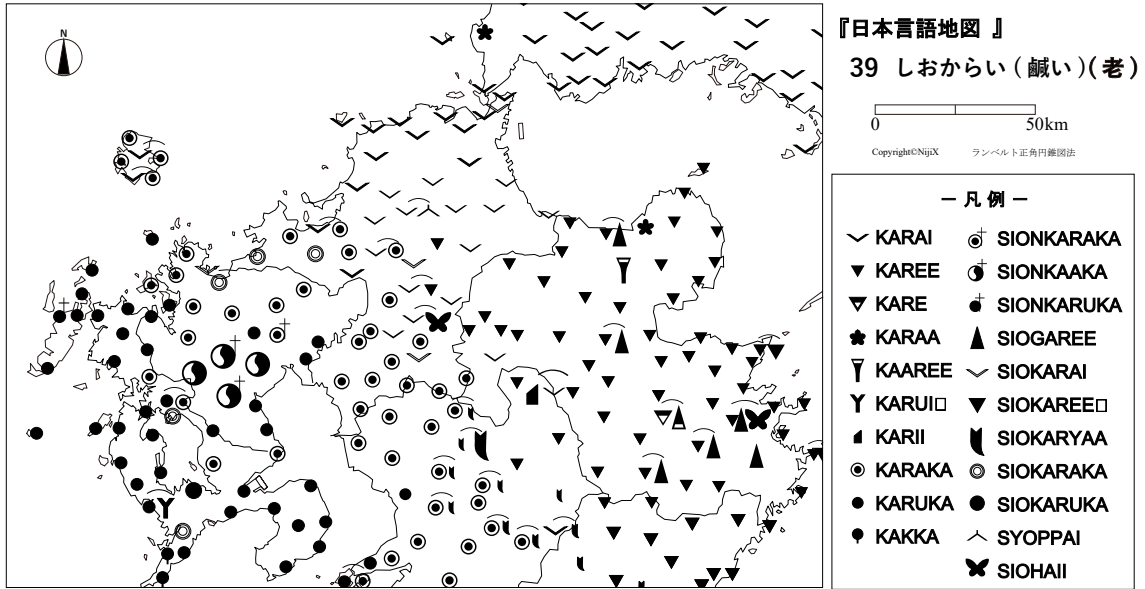 N
『日本言語地図 』
39 しおからい ( 鹹い )(老)
0 50km
Copyright©NijiX ランベルト正角円錐図法
― 凡 例 ―
KARAI
KAREE
KARE
KARAA
KAAREE
KARUI□
KARII
KARAKA
KARUKA
KAKKA
SIONKARAKA
SIONKAAKA
SIONKARUKA
SIOGAREE
SIOKARAI
SIOKAREE□
SIOKARYAA
SIOKARAKA
SIOKARUKA
SYOPPAI
SIOHAII